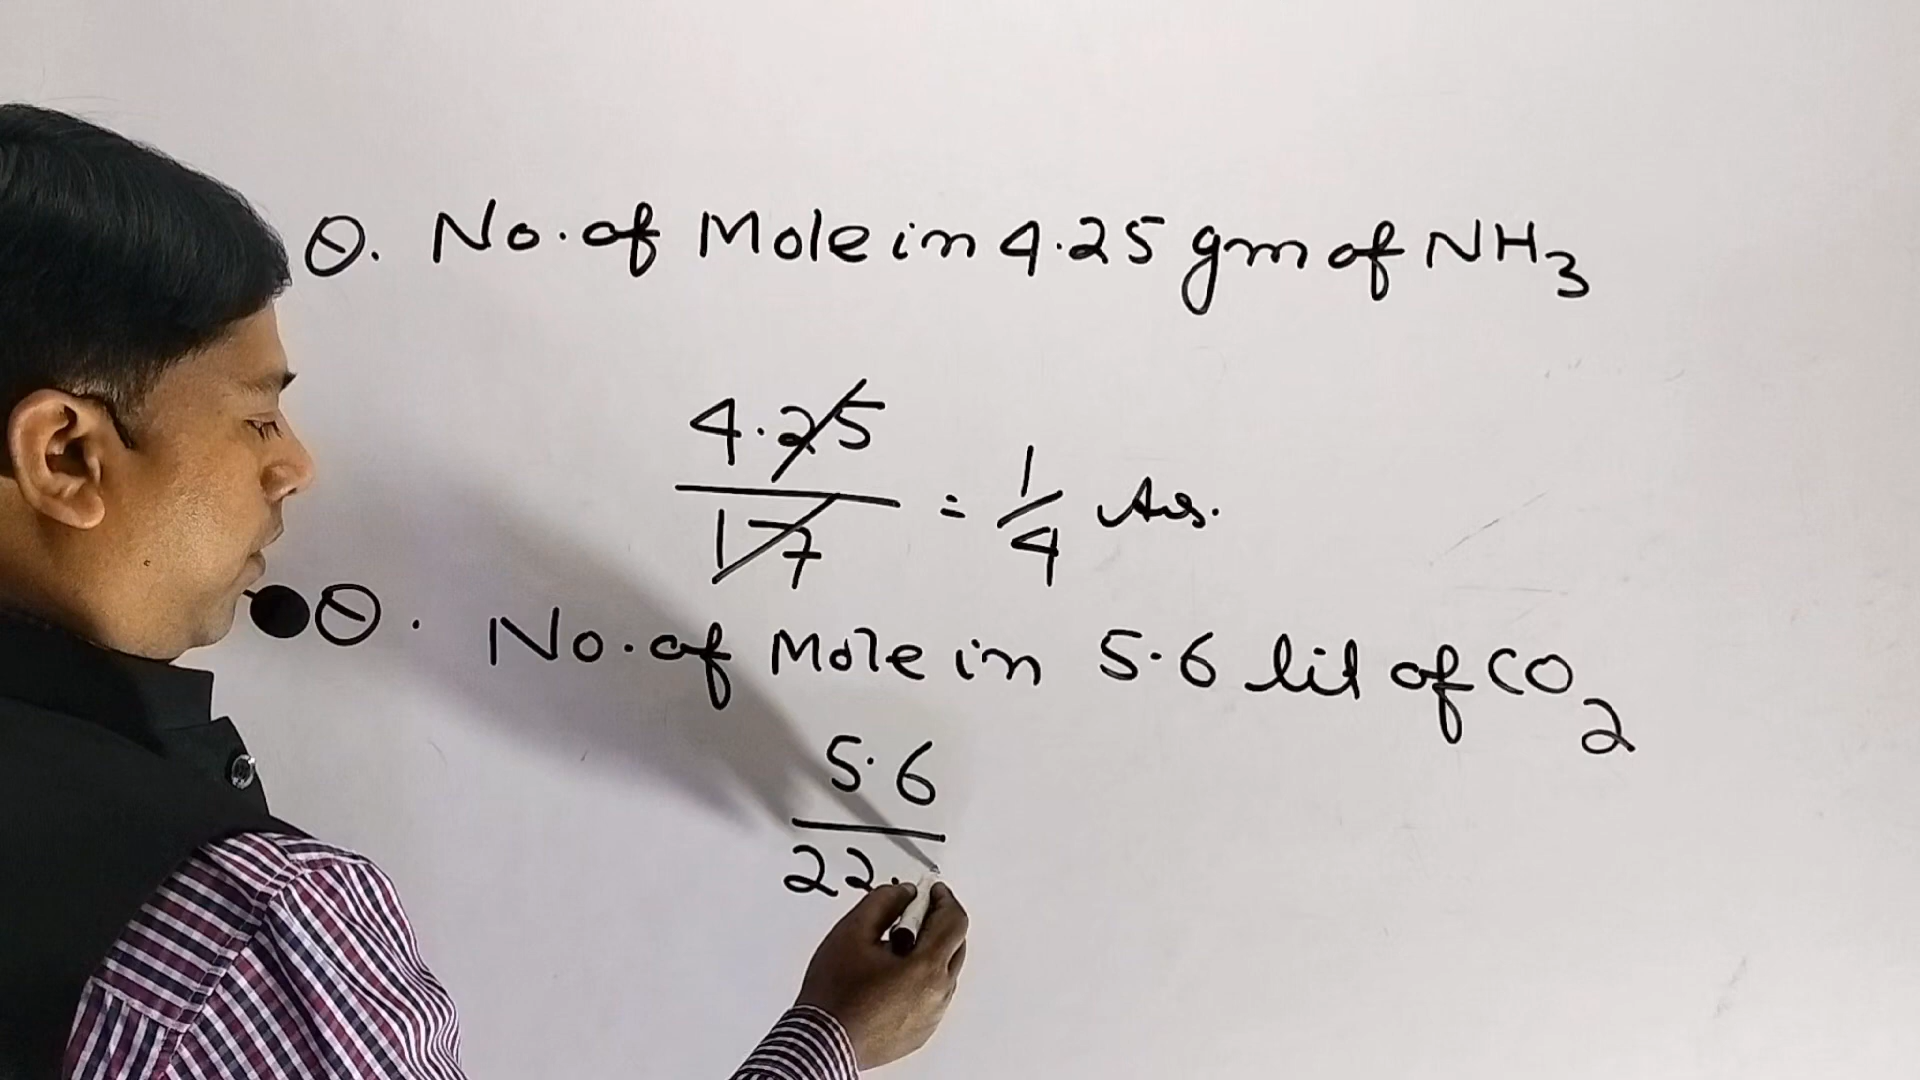 Q. No. of Mole in 4.25 gm of NH3
4.25
17
= 1/4 Ans.
Q. No. of Mole in 5.6 lit of CO2
5.6
22.